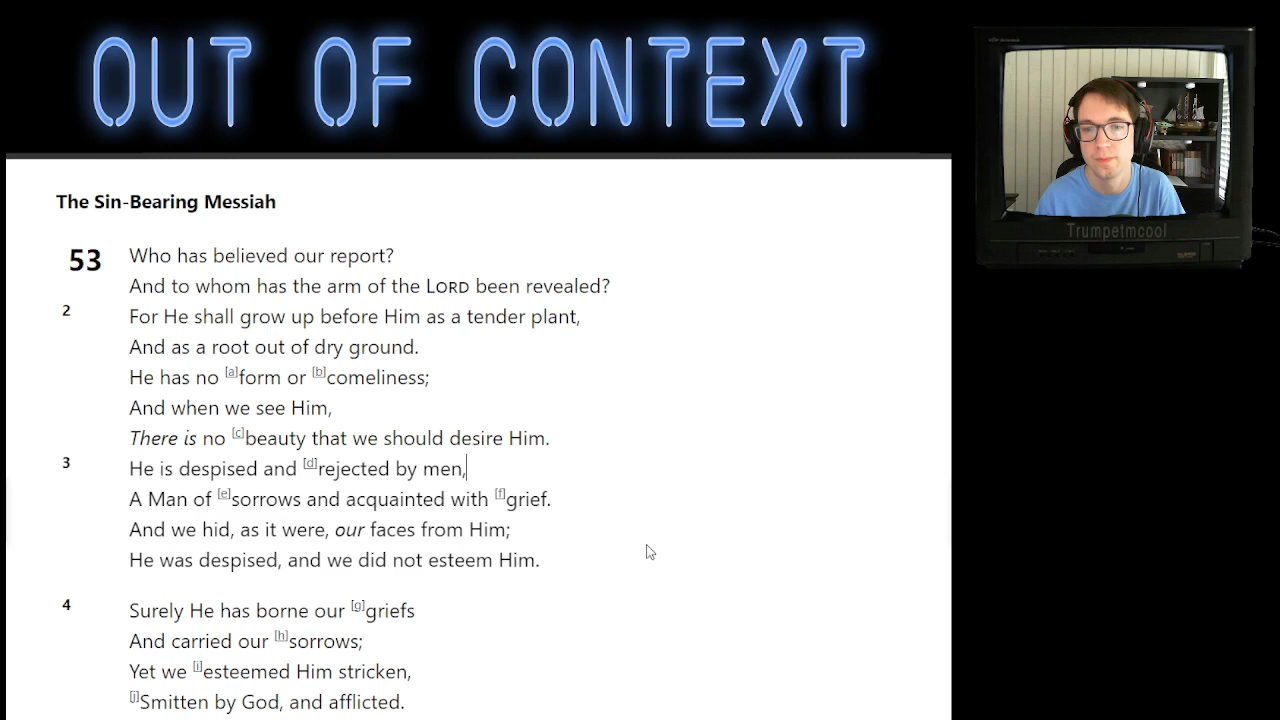 OUT OF CONTEXT
Trumpetmcool
The Sin-Bearing Messiah
53 Who has believed our report?
And to whom has the arm of the LORD been revealed?
2 For He shall grow up before Him as a tender plant,
And as a root out of dry ground.
He has no [a]form or [b]comeliness;
And when we see Him,
There is no [c]beauty that we should desire Him.
3 He is despised and [d]rejected by men,
A Man of [e]sorrows and acquainted with [f]grief.
And we hid, as it were, our faces from Him;
He was despised, and we did not esteem Him.
4 Surely He has borne our [g]griefs
And carried our [h]sorrows;
Yet we [i]esteemed Him stricken,
[j]Smitten by God, and afflicted.